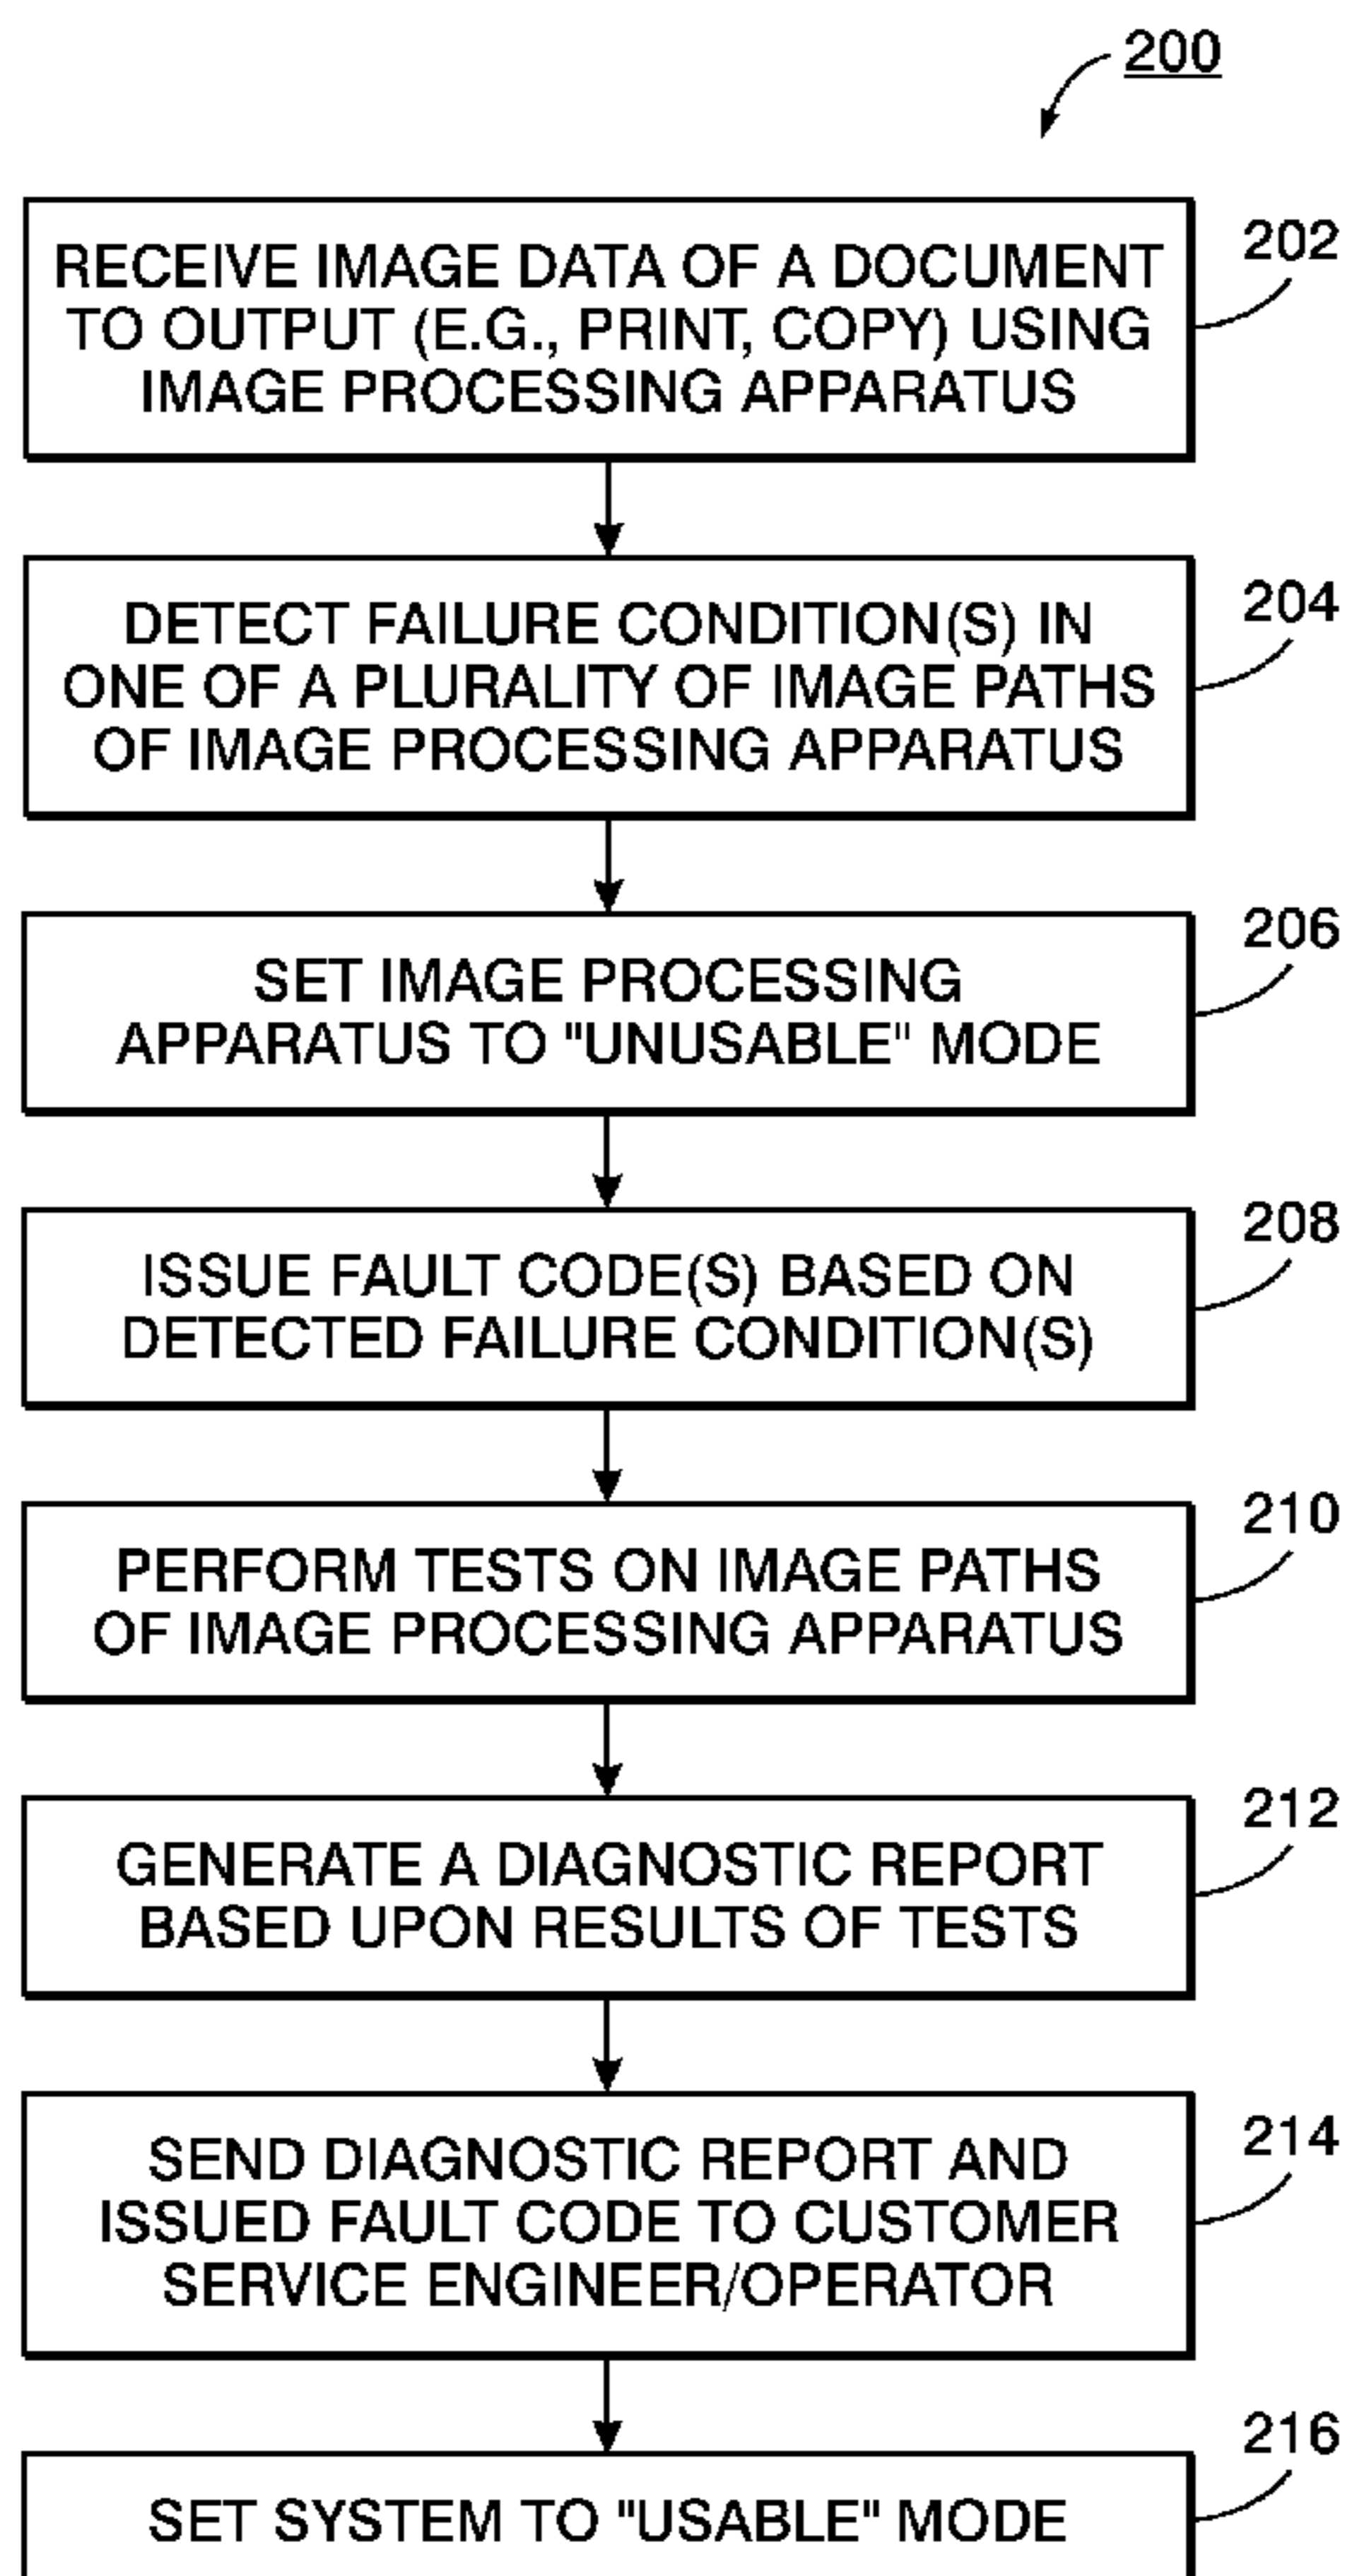 200
RECEIVE IMAGE DATA OF A DOCUMENT
TO OUTPUT (E.G., PRINT, COPY) USING
IMAGE PROCESSING APPARATUS
202
DETECT FAILURE CONDITION(S) IN
ONE OF A PLURALITY OF IMAGE PATHS
OF IMAGE PROCESSING APPARATUS
204
SET IMAGE PROCESSING
APPARATUS TO "UNUSABLE" MODE
206
ISSUE FAULT CODE(S) BASED ON
DETECTED FAILURE CONDITION(S)
208
PERFORM TESTS ON IMAGE PATHS
OF IMAGE PROCESSING APPARATUS
210
GENERATE A DIAGNOSTIC REPORT
BASED UPON RESULTS OF TESTS
212
SEND DIAGNOSTIC REPORT AND
ISSUED FAULT CODE TO CUSTOMER
SERVICE ENGINEER/OPERATOR
214
SET SYSTEM TO "USABLE" MODE
216